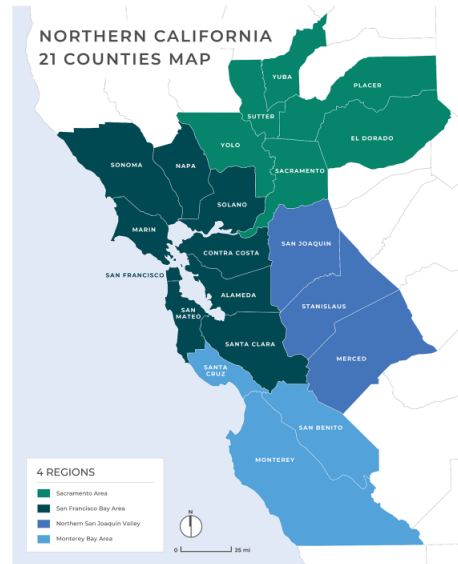 NORTHERN CALIFORNIA
21 COUNTIES MAP
YUBA
PLACER
SUTTER
EL DORADO
YOLO
SACRAMENTO
SONOMA
NAPA
SOLANO
MARIN
SAN JOAQUIN
CONTRA COSTA
SAN FRANCISCO
ALAMEDA
STANISLAUS
SAN
MATEO
SANTA CLARA
MERCED
SANTA
CRUZ
SAN BENITO
MONTEREY
4 REGIONS
Sacramento Area
San Francisco Bay Area
Northern San Joaquin Valley
Monterey Bay Area
N
0 25 mi